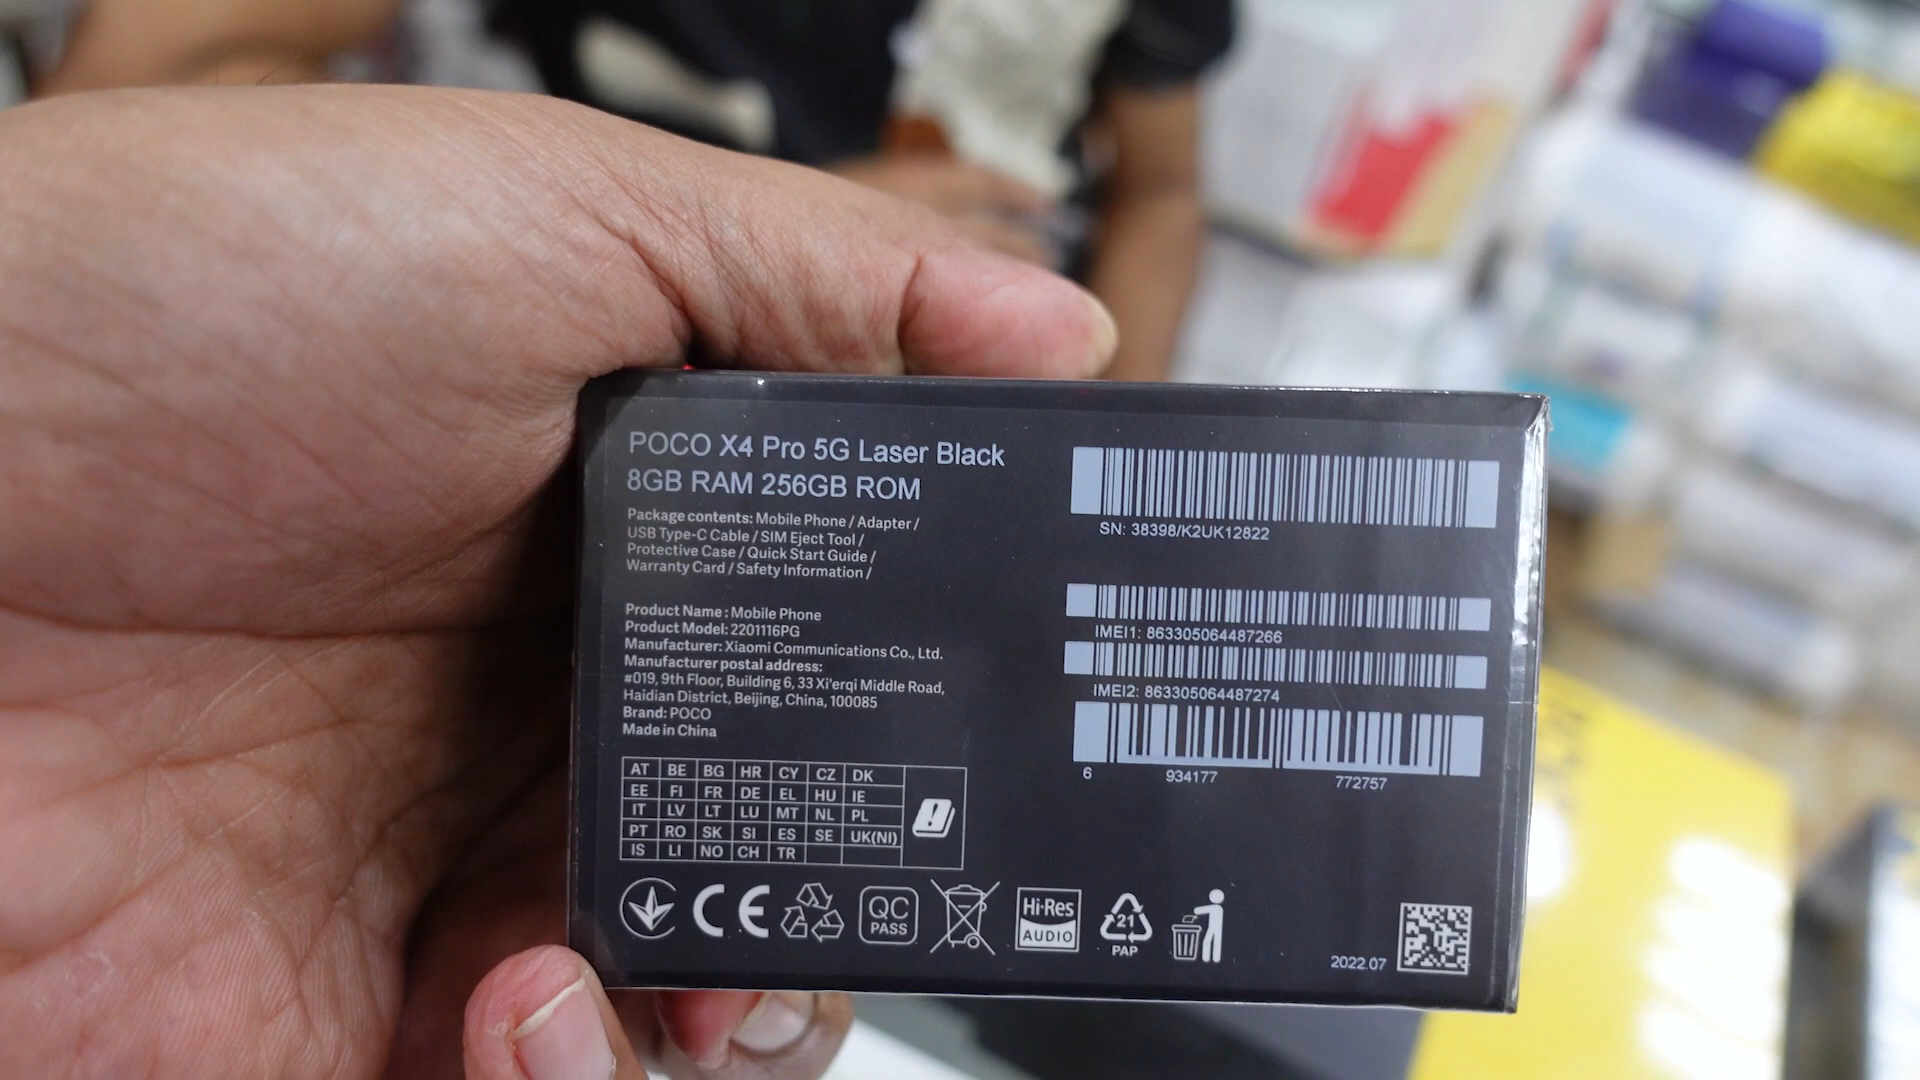 POCO X4 Pro 5G Laser Black
8GB RAM 256GB ROM
Package contents: Mobile Phone / Adapter /
USB Type-C Cable / SIM Eject Tool /
Protective Case / Quick Start Guide /
Warranty Card / Safety Information /
Product Name : Mobile Phone
Product Model: 2201116PG
Manufacturer: Xiaomi Communications Co., Ltd.
Manufacturer postal address:
#019, 9th Floor, Building 6, 33 Xi'erqi Middle Road,
Haidian District, Beijing, China, 100085
Brand: POCO
Made in China
AT BE BG HR CY CZ DK
EE FI FR DE EL HU IE
IT LV LT LU MT NL PL
PT RO SK SI ES SE UK(NI)
IS LI NO CH TR
CE
QC
PASS
Hi-Res
AUDIO
21
PAP
SN: 38398/K2UK12822
IMEI1: 863305064487266
IMEI2: 863305064487274
6 934177 772757
2022.07